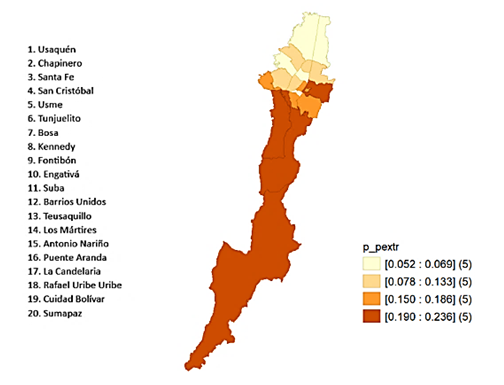 1. Usaquén
2. Chapinero
3. Santa Fe
4. San Cristóbal
5. Usme
6. Tunjuelito
7. Bosa
8. Kennedy
9. Fontibón
10. Engativá
11. Suba
12. Barrios Unidos
13. Teusaquillo
14. Los Mártires
15. Antonio Nariño
16. Puente Aranda
17. La Candelaria
18. Rafael Uribe Uribe
19. Cuidad Bolívar
20. Sumapaz
p_pextr
[0.052 : 0.069] (5)
[0.078 : 0.133] (5)
[0.150 : 0.186] (5)
[0.190 : 0.236] (5)